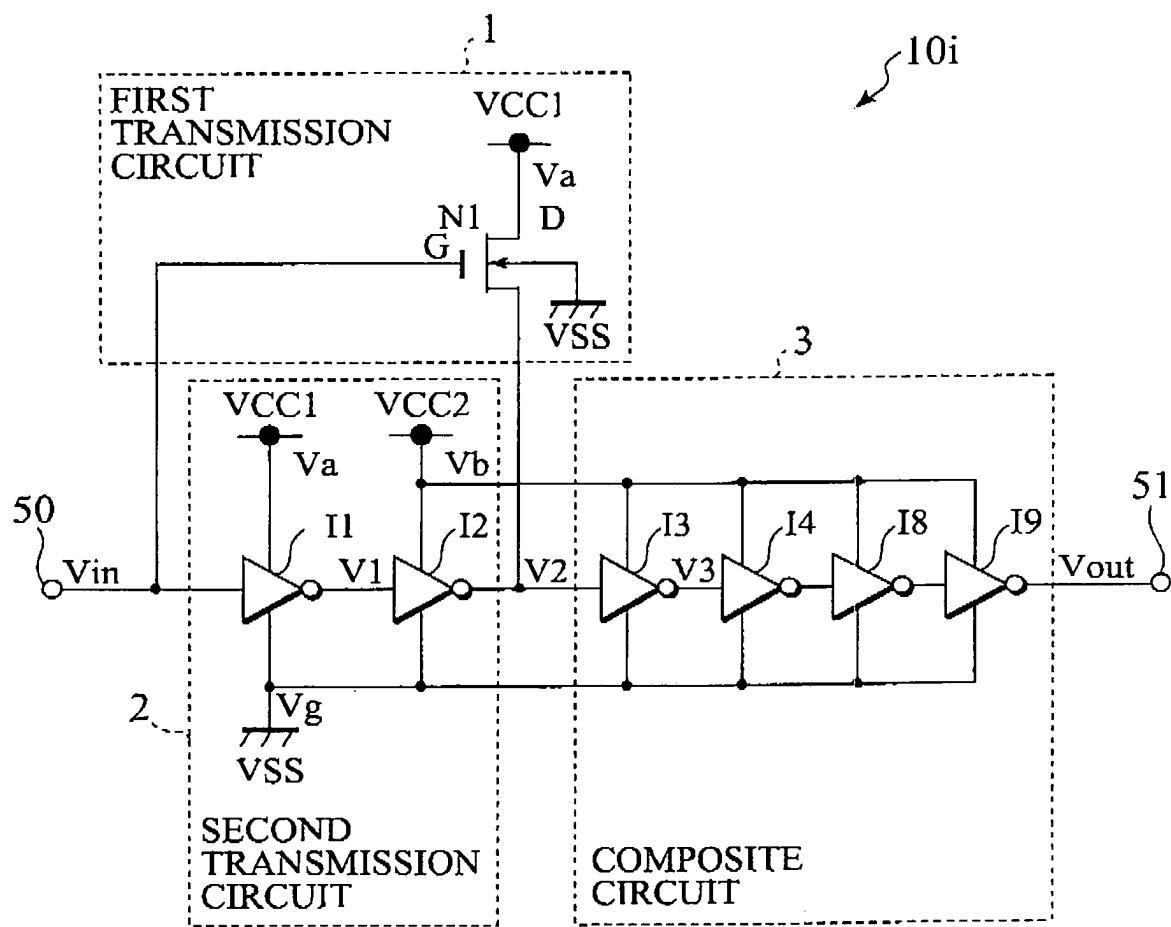 1
10i
FIRST
TRANSMISSION
CIRCUIT
VCC1
Va
N1
D
G
VSS
3
VCC1
VCC2
Va
Vb
50
51
I1
I2
I3
I4
I8
I9
Vin
V1
V2
V3
Vout
2
Vg
VSS
SECOND
TRANSMISSION
CIRCUIT
COMPOSITE
CIRCUIT